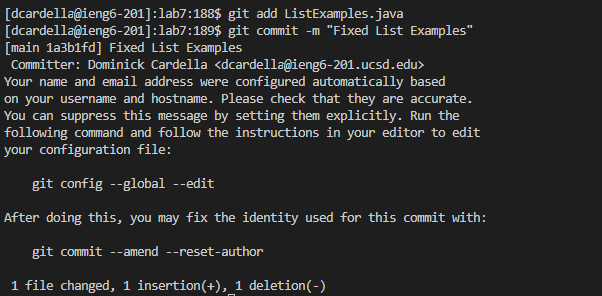 [dcardella@ieng6-201]:lab7:188$ git add ListExamples.java
[dcardella@ieng6-201]:lab7:189$ git commit -m "Fixed List Examples"
[main 1a3b1fd] Fixed List Examples
 Committer: Dominick Cardella <dcardella@ieng6-201.ucsd.edu>
Your name and email address were configured automatically based
on your username and hostname. Please check that they are accurate.
You can suppress this message by setting them explicitly. Run the
following command and follow the instructions in your editor to edit
your configuration file:

    git config --global --edit

After doing this, you may fix the identity used for this commit with:

    git commit --amend --reset-author

 1 file changed, 1 insertion(+), 1 deletion(-)